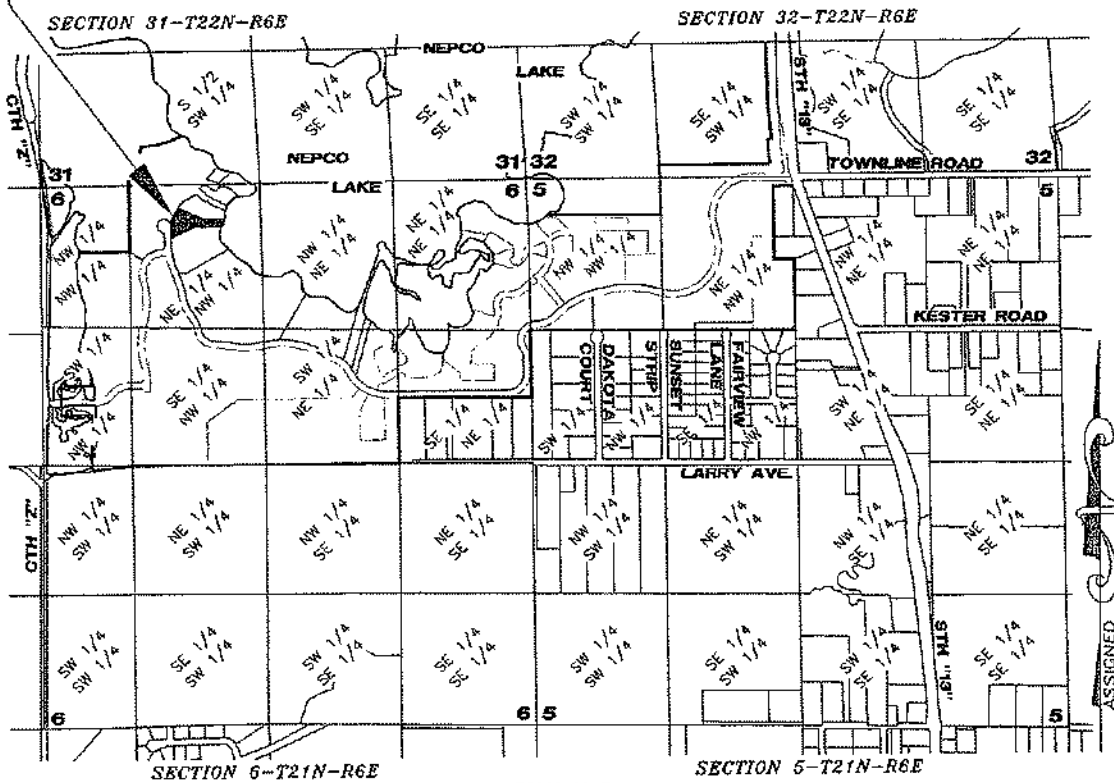 SECTION 31-T22N-R6E
SECTION 32-T22N-R6E
NEPCO
LAKE
CTH "Z"
S 1/2
SW 1/4
SW 1/4
SE 1/4
SE 1/4
SE 1/4
SW 1/4
SW 1/4
SE 1/4
SW 1/4
STH "13"
SW 1/4
SE 1/4
SE 1/4
SE 1/4
NEPCO
LAKE
31
6
31 32
6 5
TOWNLINE ROAD
32
5
NW 1/4
NW 1/4
NE 1/4
NW 1/4
NW 1/4
NE 1/4
NE 1/4
NE 1/4
NW 1/4
NW 1/4
NE 1/4
NW 1/4
NW 1/4
NE 1/4
NE 1/4
NE 1/4
KESTER ROAD
SW 1/4
NW 1/4
SE 1/4
NW 1/4
SW 1/4
NE 1/4
SE 1/4
NE 1/4
SW 1/4
NW 1/4
DAKOTA
COURT
STRIP
SUNSET
LANE
FAIRVIEW
SE 1/4
NW 1/4
SW 1/4
NE 1/4
SE 1/4
NE 1/4
LARRY AVE.
CTH "Z"
NW 1/4
SW 1/4
NE 1/4
SW 1/4
NW 1/4
SE 1/4
NE 1/4
SE 1/4
NW 1/4
SW 1/4
NE 1/4
SW 1/4
NW 1/4
SE 1/4
NE 1/4
SE 1/4
SW 1/4
SW 1/4
SE 1/4
SW 1/4
SW 1/4
SE 1/4
SE 1/4
SE 1/4
SW 1/4
SW 1/4
SE 1/4
SW 1/4
SW 1/4
SE 1/4
STH "13"
SE 1/4
SE 1/4
ASSIGNED
6
6 5
5
SECTION 6-T21N-R6E
SECTION 5-T21N-R6E